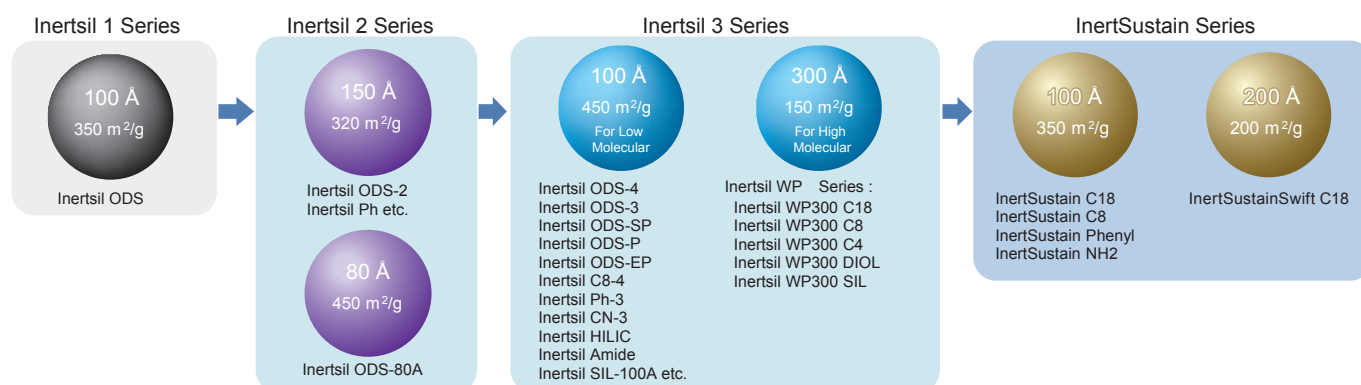 Inertsil 1 Series
100 Å
350 m²/g
Inertsil ODS
Inertsil 2 Series
150 Å
320 m²/g
Inertsil ODS-2
Inertsil Ph etc.
80 Å
450 m²/g
Inertsil ODS-80A
Inertsil 3 Series
100 Å
450 m²/g
For Low
Molecular
Inertsil ODS-4
Inertsil ODS-3
Inertsil ODS-SP
Inertsil ODS-P
Inertsil ODS-EP
Inertsil C8-4
Inertsil Ph-3
Inertsil CN-3
Inertsil HILIC
Inertsil Amide
Inertsil SIL-100A etc.
300 Å
150 m²/g
For High
Molecular
Inertsil WP Series :
Inertsil WP300 C18
Inertsil WP300 C8
Inertsil WP300 C4
Inertsil WP300 DIOL
Inertsil WP300 SIL
InertSustain Series
100 Å
350 m²/g
InertSustain C18
InertSustain C8
InertSustain Phenyl
InertSustain NH2
200 Å
200 m²/g
InertSustainSwift C18